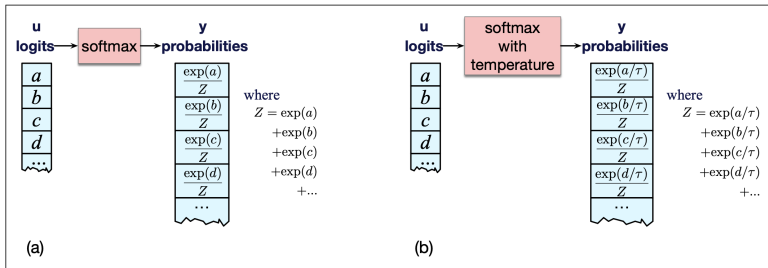 u
logits
softmax
y
probabilities
a
b
c
d
...
exp(a)
Z
exp(b)
Z
exp(c)
Z
exp(d)
Z
...
where
Z = exp(a)
+exp(b)
+exp(c)
+exp(d)
+...
(a)
u
logits
softmax
with
temperature
y
probabilities
a
b
c
d
...
exp(a/τ)
Z
exp(b/τ)
Z
exp(c/τ)
Z
exp(d/τ)
Z
...
where
Z = exp(a/τ)
+exp(b/τ)
+exp(c/τ)
+exp(d/τ)
+...
(b)